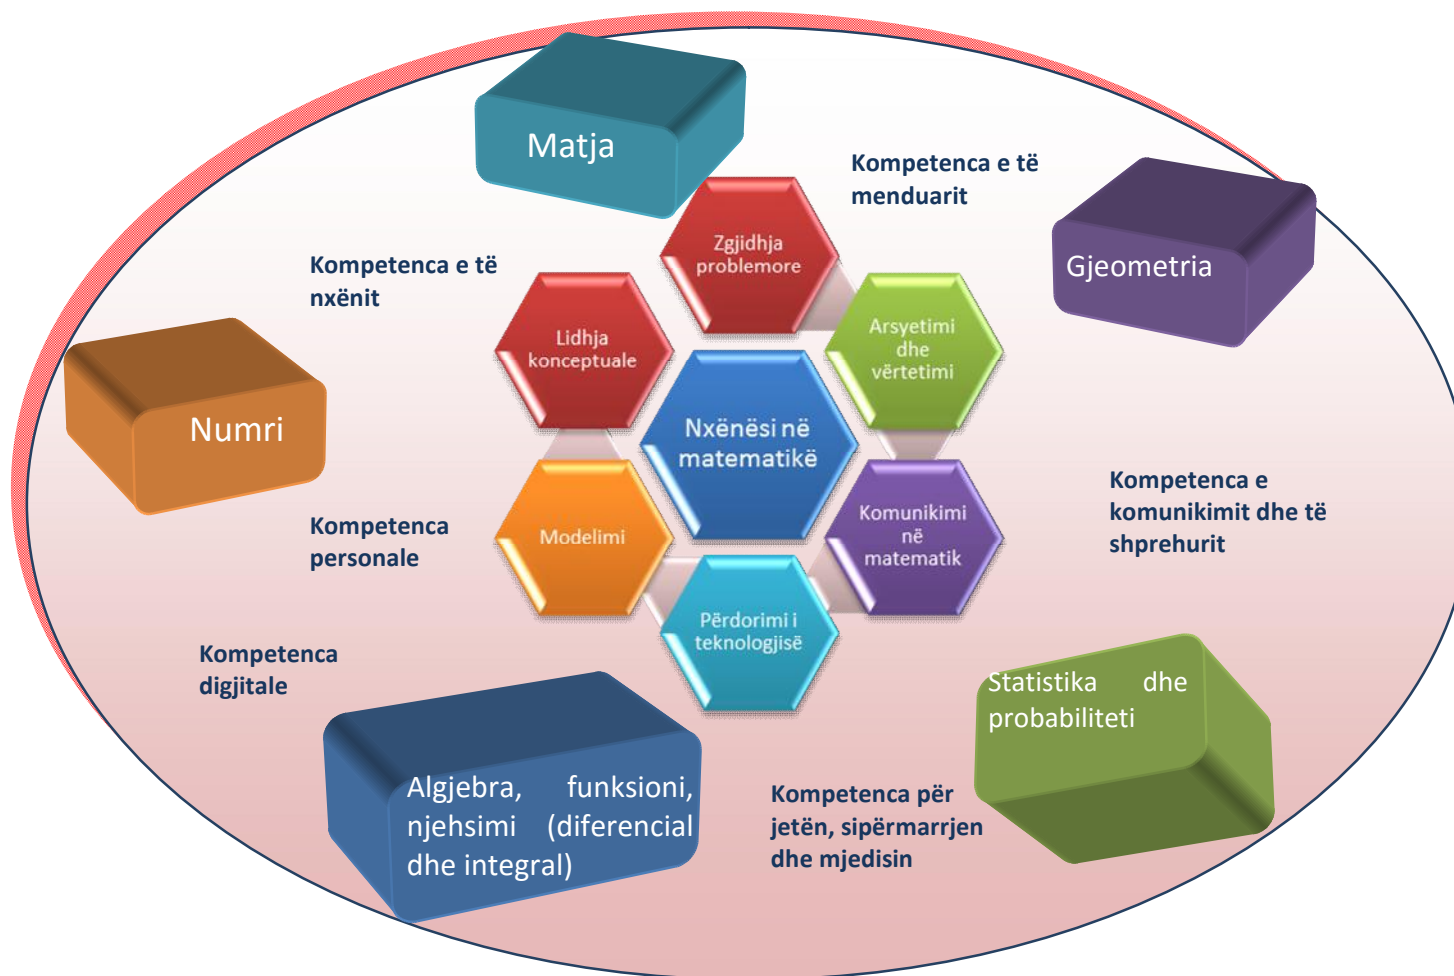 Matja
Kompetenca e të
menduarit
Gjeometria
Zgjidhja
problemore
Kompetenca e të
nxënit
Lidhja
konceptuale
Arsyetimi
dhe
vërtetimi
Numri
Nxënësi në
matematikë
Kompetenca
personale
Modelimi
Komunikimi
në
matematik
Kompetenca e
komunikimit dhe të
shprehurit
Përdorimi i
teknologjisë
Kompetenca
digjitale
Statistika dhe
probabiliteti
Algjebra, funksioni,
njehsimi (diferencial
dhe integral)
Kompetenca për
jetën, sipërmarrjen
dhe mjedisin